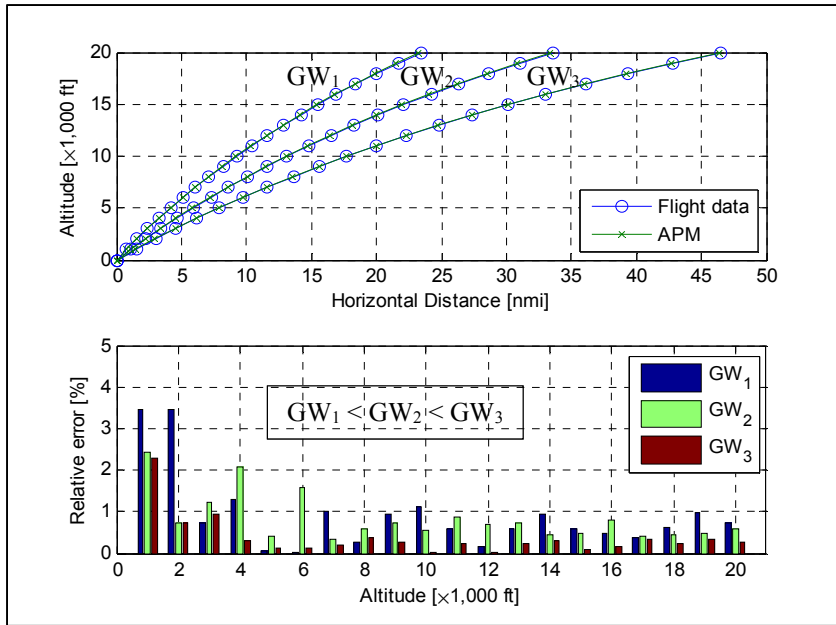 20
15
10
5
0
Altitude [×1,000 ft]
GW1 GW2 GW3
Flight data
APM
0 5 10 15 20 25 30 35 40 45 50
Horizontal Distance [nmi]
5
4
3
2
1
0
Relative error [%]
GW1 < GW2 < GW3
GW1
GW2
GW3
0 2 4 6 8 10 12 14 16 18 20
Altitude [×1,000 ft]